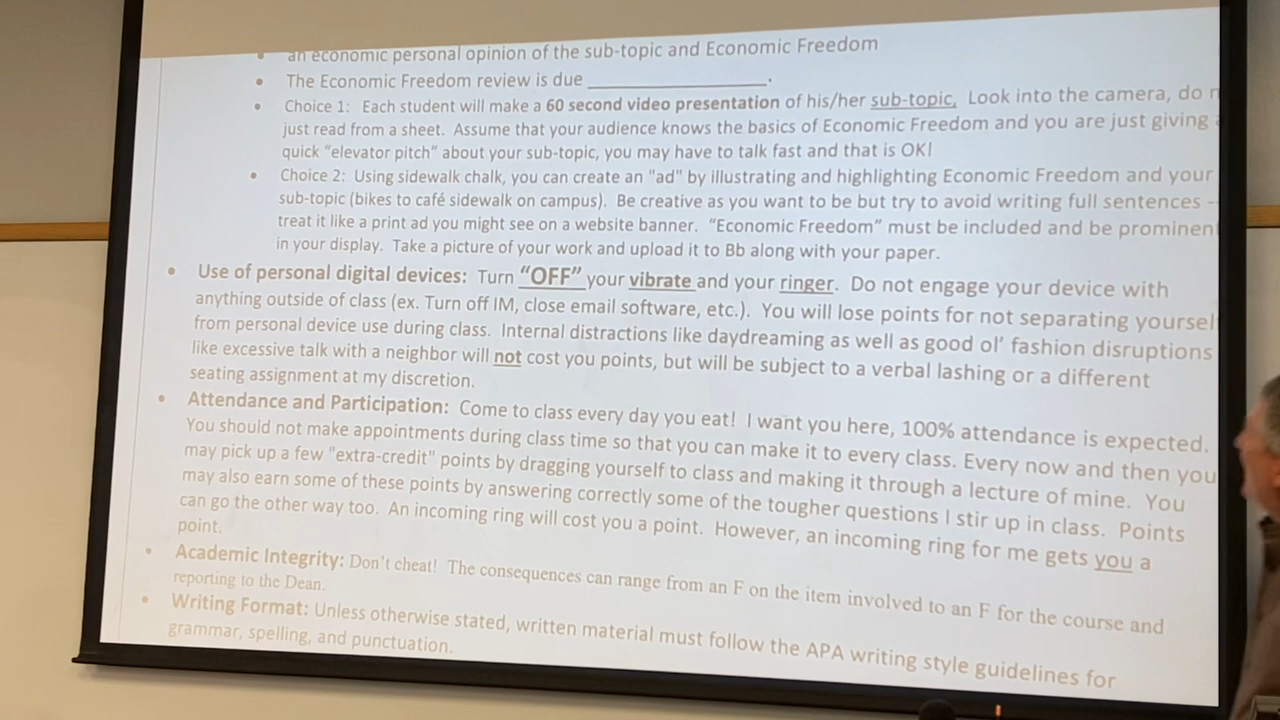 an economic personal opinion of the sub-topic and Economic Freedom
• The Economic Freedom review is due ____________________.
• Choice 1: Each student will make a 60 second video presentation of his/her sub-topic. Look into the camera, do
just read from a sheet. Assume that your audience knows the basics of Economic Freedom and you are just giving
quick "elevator pitch" about your sub-topic, you may have to talk fast and that is OK!
• Choice 2: Using sidewalk chalk, you can create an "ad" by illustrating and highlighting Economic Freedom and your
sub-topic (bikes to café sidewalk on campus). Be creative as you want to be but try to avoid writing full sentences --
treat it like a print ad you might see on a website banner. "Economic Freedom" must be included and be prominen
in your display. Take a picture of your work and upload it to Bb along with your paper.
• Use of personal digital devices: Turn "OFF" your vibrate and your ringer. Do not engage your device with
anything outside of class (ex. Turn off IM, close email software, etc.). You will lose points for not separating yoursel
from personal device use during class. Internal distractions like daydreaming as well as good ol' fashion disruptions
like excessive talk with a neighbor will not cost you points, but will be subject to a verbal lashing or a different
seating assignment at my discretion.
• Attendance and Participation: Come to class every day you eat! I want you here, 100% attendance is expected.
You should not make appointments during class time so that you can make it to every class. Every now and then you
may pick up a few "extra-credit" points by dragging yourself to class and making it through a lecture of mine. You
may also earn some of these points by answering correctly some of the tougher questions I stir up in class. Points
can go the other way too. An incoming ring will cost you a point. However, an incoming ring for me gets you a
point.
• Academic Integrity: Don't cheat! The consequences can range from an F on the item involved to an F for the course and
reporting to the Dean.
• Writing Format: Unless otherwise stated, written material must follow the APA writing style guidelines for
grammar, spelling, and punctuation.